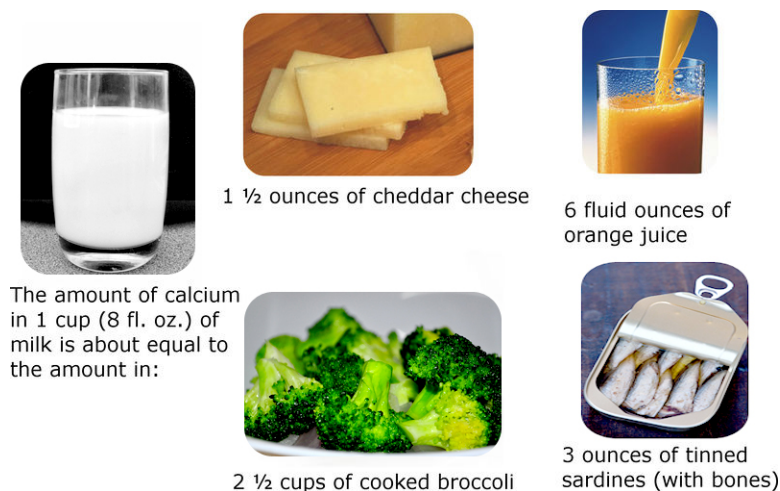 The amount of calcium
in 1 cup (8 fl. oz.) of
milk is about equal to
the amount in:
1 ½ ounces of cheddar cheese
6 fluid ounces of
orange juice
2 ½ cups of cooked broccoli
3 ounces of tinned
sardines (with bones)